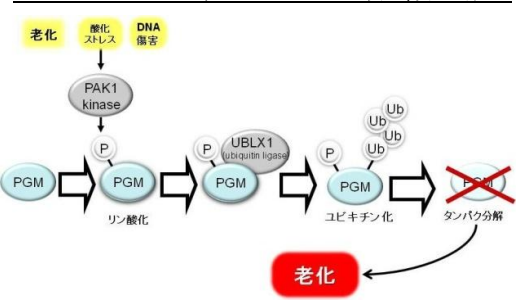 老化
酸化
ストレス
DNA
傷害
PAK1
kinase
P
P
UBLX1
(ubiquitin ligase)
P
Ub
Ub
Ub
Ub
PGM
PGM
PGM
PGM
PGM
リン酸化
ユビキチン化
タンパク分解
老化